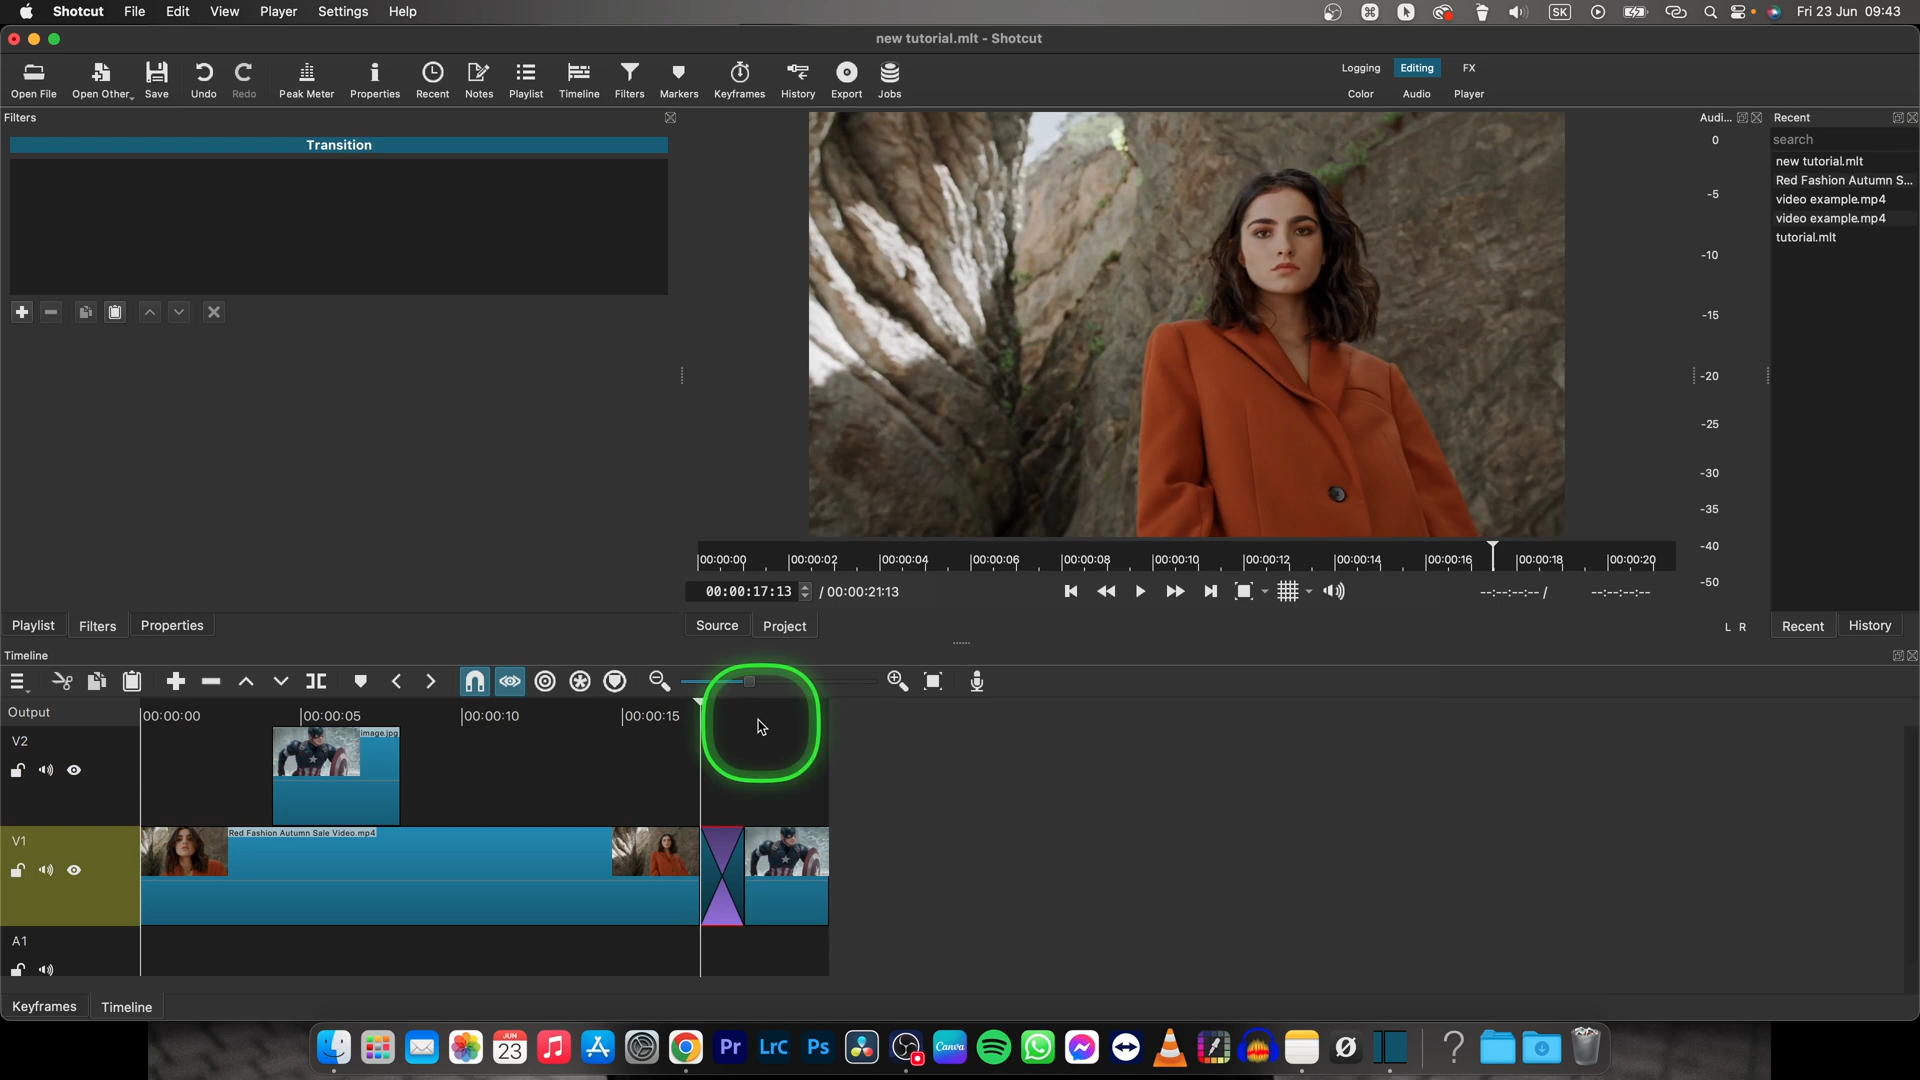 Shotcut File Edit View Player Settings Help
SK Fri 23 Jun 09:43
new tutorial.mlt - Shotcut
Open File Open Other... Save Undo Redo Peak Meter Properties Recent Notes Playlist Timeline Filters Markers Keyframes History Export Jobs
Logging Editing FX
Color Audio Player
Filters
Transition
Audi...
0
-5
-10
-15
-20
-25
-30
-35
-40
-50
L R
Recent
search
new tutorial.mlt
Red Fashion Autumn S...
video example.mp4
video example.mp4
tutorial.mlt
00:00:00 00:00:02 00:00:04 00:00:06 00:00:08 00:00:10 00:00:12 00:00:14 00:00:16 00:00:18 00:00:20
00:00:17:13 / 00:00:21:13 --:--:--:-- / --:--:--:--
Playlist Filters Properties
Source Project
Recent History
Timeline
Output 00:00:00 00:00:05 00:00:10 00:00:15
V2
image.jpg
V1
Red Fashion Autumn Sale Video.mp4
A1
Keyframes Timeline
JUN
23
Pr LrC Ps Canva